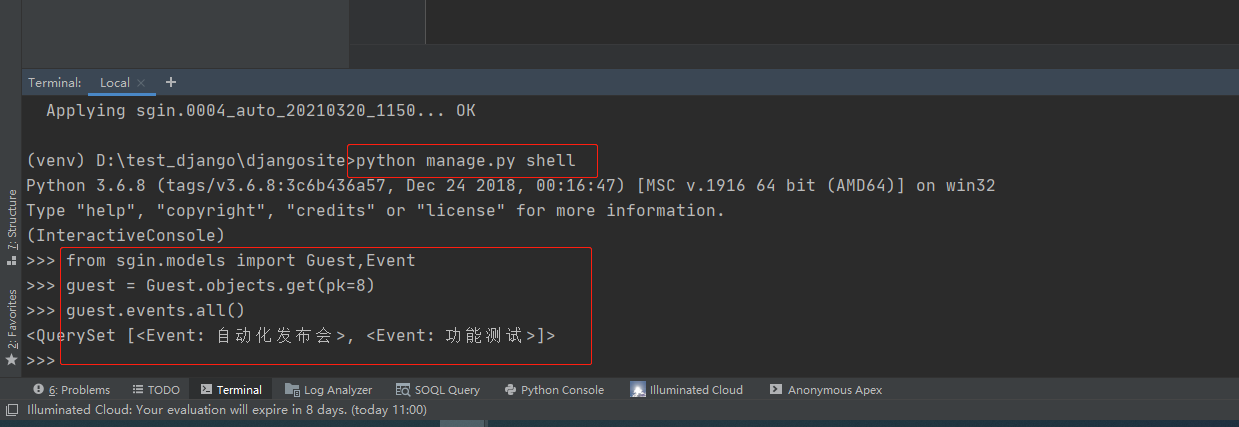 Terminal: Local × +
Applying sgin.0004_auto_20210320_1150... OK
(venv) D:\test_django\djangosite>python manage.py shell
Python 3.6.8 (tags/v3.6.8:3c6b436a57, Dec 24 2018, 00:16:47) [MSC v.1916 64 bit (AMD64)] on win32
Type "help", "copyright", "credits" or "license" for more information.
(InteractiveConsole)
>>> from sgin.models import Guest,Event
>>> guest = Guest.objects.get(pk=8)
>>> guest.events.all()
<QuerySet [<Event: 自动化发布会>, <Event: 功能测试>]>
>>>
7: Structure
2: Favorites
6: Problems TODO Terminal Log Analyzer SOQL Query Python Console Illuminated Cloud Anonymous Apex
Illuminated Cloud: Your evaluation will expire in 8 days. (today 11:00)